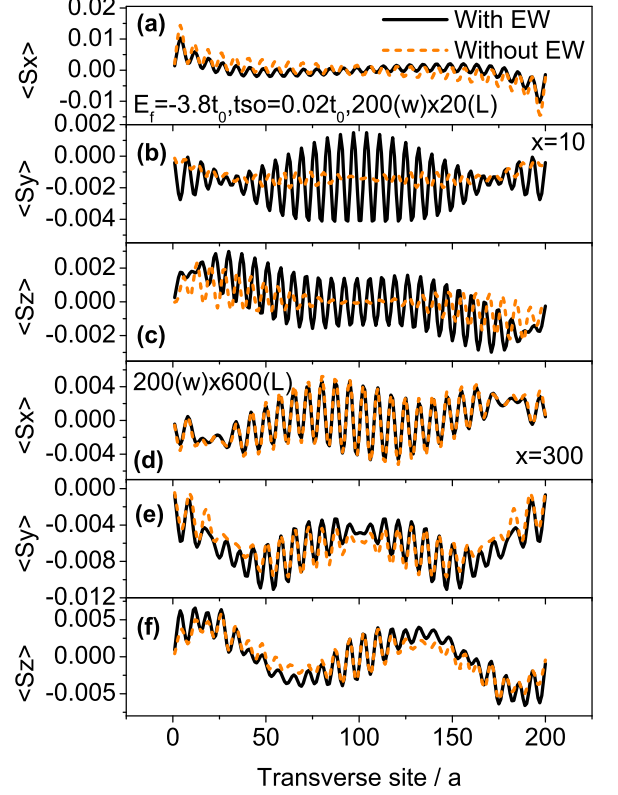 0.02
(a)
With EW
0.01
Without EW
0.00
<Sx>
-0.01
E_f=-3.8t_0,tso=0.02t_0,200(w)x20(L)
0.002
(b)
x=10
0.000
<Sy>
-0.002
-0.004
0.002
<Sz>
0.000
-0.002
(c)
200(w)x600(L)
0.004
<Sx>
0.000
-0.004
(d)
x=300
0.000
(e)
<Sy>
-0.004
-0.008
-0.012
(f)
0.005
<Sz>
0.000
-0.005
0 50 100 150 200
Transverse site / a